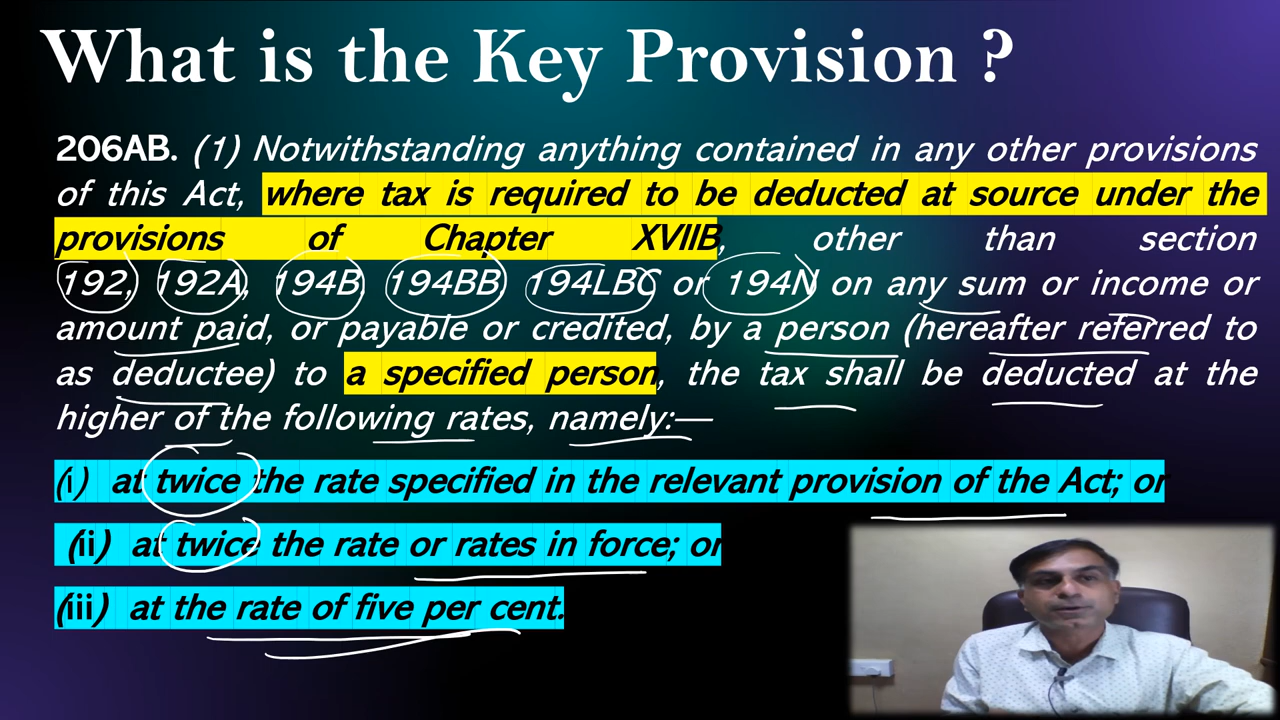 What is the Key Provision ?
206AB. (1) Notwithstanding anything contained in any other provisions
of this Act, where tax is required to be deducted at source under the
provisions of Chapter XVIIB, other than section
192, 192A, 194B, 194BB, 194LBC or 194N on any sum or income or
amount paid, or payable or credited, by a person (hereafter referred to
as deductee) to a specified person, the tax shall be deducted at the
higher of the following rates, namely:—
(i) at twice the rate specified in the relevant provision of the Act; or
(ii) at twice the rate or rates in force; or
(iii) at the rate of five per cent.